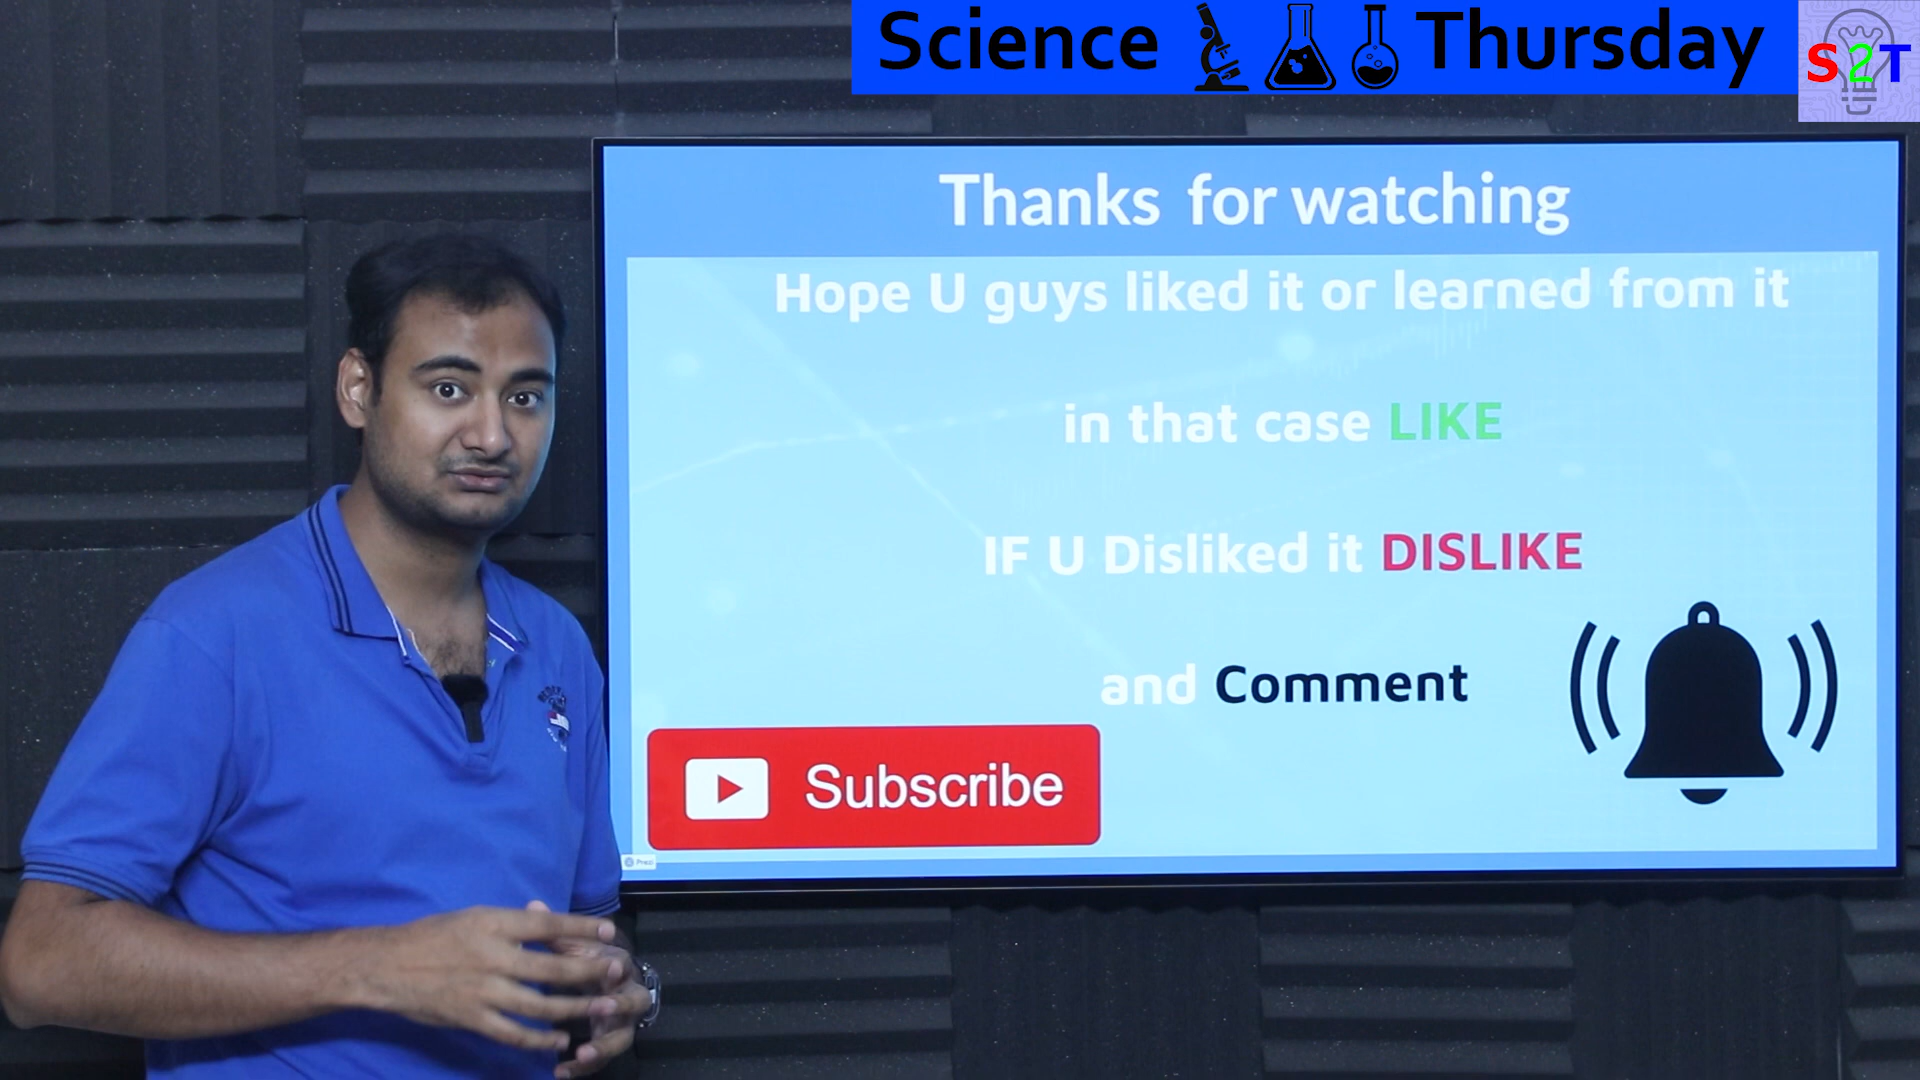 Science Thursday
S2T
Thanks for watching
Hope U guys liked it or learned from it
in that case LIKE
IF U Disliked it DISLIKE
and Comment
Subscribe
Prezi